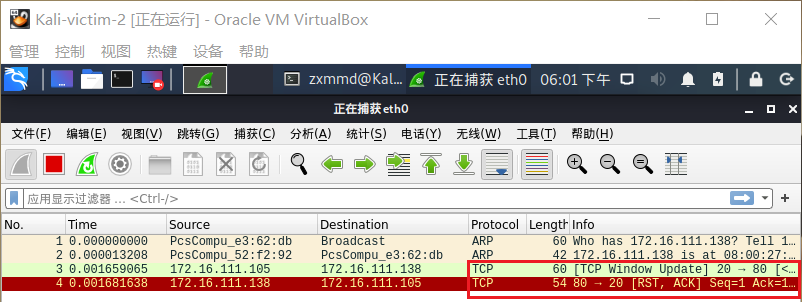 Kali-victim-2 [正在运行] - Oracle VM VirtualBox
管理 控制 视图 热键 设备 帮助
zxmmd@Kal... 正在捕获 eth0 06:01 下午
正在捕获 eth0
文件(F) 编辑(E) 视图(V) 跳转(G) 捕获(C) 分析(A) 统计(S) 电话(Y) 无线(W) 工具(T) 帮助(H)
应用显示过滤器 … <Ctrl-/>
No. Time Source Destination Protocol Length Info
1 0.000000000 PcsCompu_e3:62:db Broadcast ARP 60 Who has 172.16.111.138? Tell 1…
2 0.000013208 PcsCompu_52:f2:92 PcsCompu_e3:62:db ARP 42 172.16.111.138 is at 08:00:27:…
3 0.001659065 172.16.111.105 172.16.111.138 TCP 60 [TCP Window Update] 20 → 80 [<…
4 0.001681638 172.16.111.138 172.16.111.105 TCP 54 80 → 20 [RST, ACK] Seq=1 Ack=1…